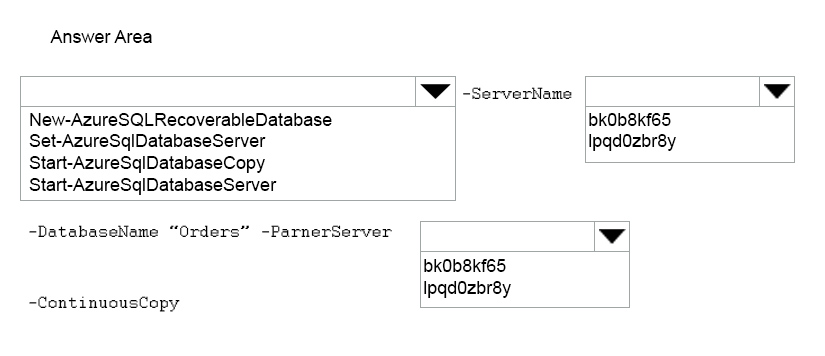 Answer Area
-ServerName
New-AzureSQLRecoverableDatabase
Set-AzureSqlDatabaseServer
Start-AzureSqlDatabaseCopy
Start-AzureSqlDatabaseServer
bk0b8kf65
lpqd0zbr8y
-DatabaseName “Orders” -ParnerServer
bk0b8kf65
lpqd0zbr8y
-ContinuousCopy